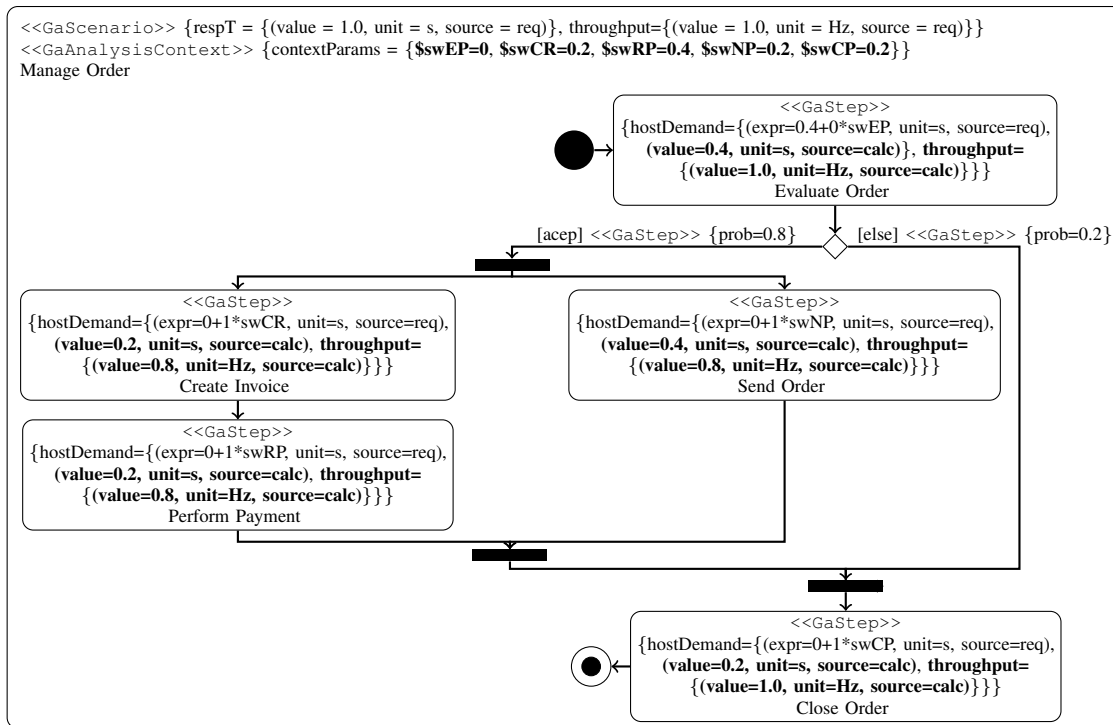 <<GaScenario>> {respT = {(value = 1.0, unit = s, source = req)}, throughput={(value = 1.0, unit = Hz, source = req)}}
<<GaAnalysisContext>> {contextParams = {$swEP=0, $swCR=0.2, $swRP=0.4, $swNP=0.2, $swCP=0.2}}
Manage Order
<<GaStep>>
{hostDemand={(expr=0.4+0*swEP, unit=s, source=req),
(value=0.4, unit=s, source=calc)}, throughput=
{(value=1.0, unit=Hz, source=calc)}}}
Evaluate Order
[acep] <<GaStep>> {prob=0.8}
[else] <<GaStep>> {prob=0.2}
<<GaStep>>
{hostDemand={(expr=0+1*swCR, unit=s, source=req),
(value=0.2, unit=s, source=calc), throughput=
{(value=0.8, unit=Hz, source=calc)}}}
Create Invoice
<<GaStep>>
{hostDemand={(expr=0+1*swNP, unit=s, source=req),
(value=0.4, unit=s, source=calc), throughput=
{(value=0.8, unit=Hz, source=calc)}}}
Send Order
<<GaStep>>
{hostDemand={(expr=0+1*swRP, unit=s, source=req),
(value=0.2, unit=s, source=calc), throughput=
{(value=0.8, unit=Hz, source=calc)}}}
Perform Payment
<<GaStep>>
{hostDemand={(expr=0+1*swCP, unit=s, source=req),
(value=0.2, unit=s, source=calc), throughput=
{(value=1.0, unit=Hz, source=calc)}}}
Close Order